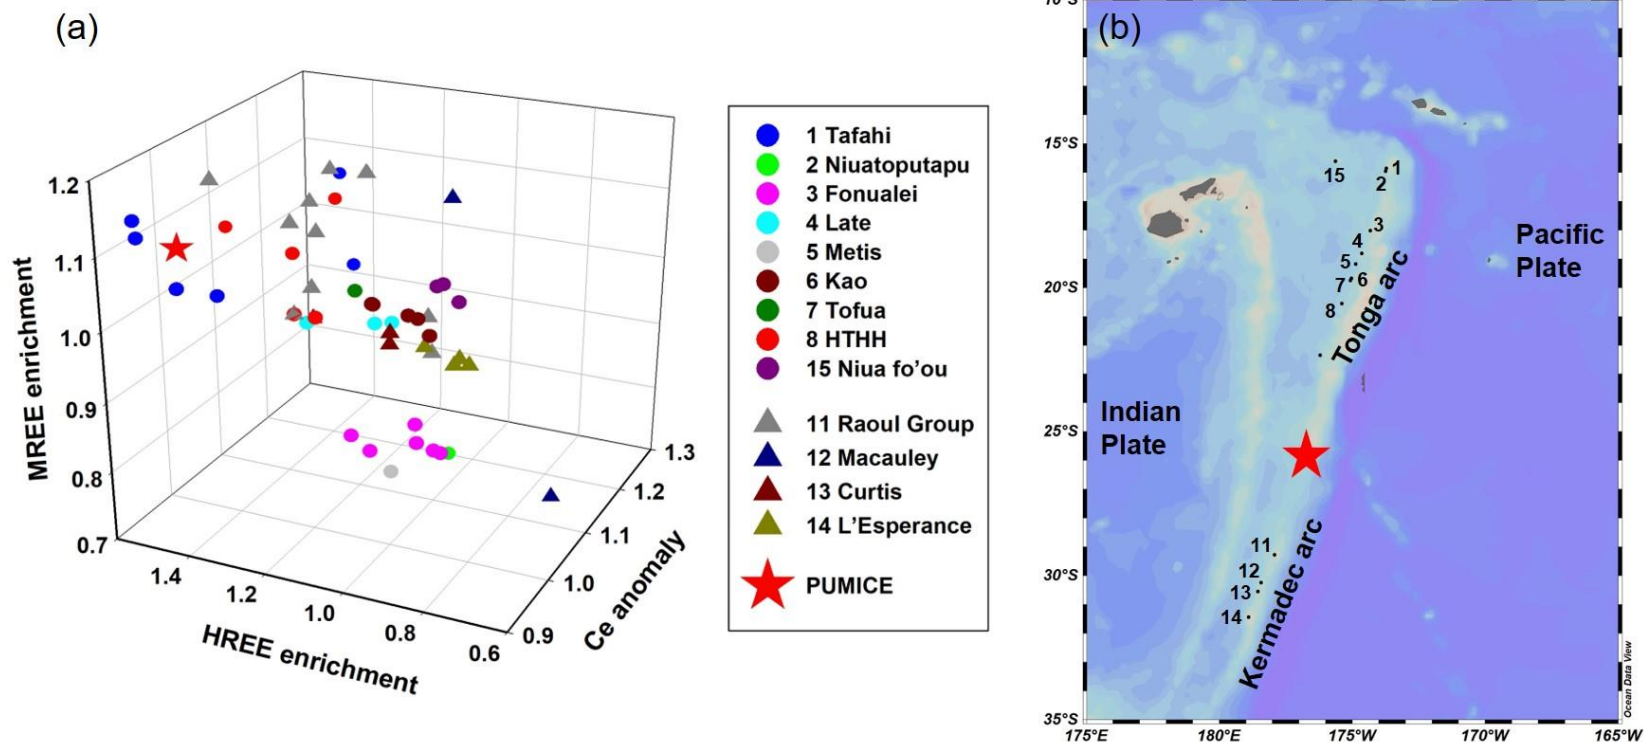 (a)
1.2
1.1
1.0
0.9
0.8
0.7
MREE enrichment
1.4
1.2
1.0
0.8
0.6
HREE enrichment
0.9
1.0
1.1
1.2
1.3
Ce anomaly
1 Tafahi
2 Niuatoputapu
3 Fonualei
4 Late
5 Metis
6 Kao
7 Tofua
8 HTHH
15 Niua fo’ou
11 Raoul Group
12 Macauley
13 Curtis
14 L’Esperance
PUMICE
(b)
10°S
15°S
20°S
25°S
30°S
35°S
175°E
180°E
175°W
170°W
165°W
15
1
2
3
4
5
6
7
8
Tonga arc
Pacific
Plate
Indian
Plate
11
12
13
14
Kermadec arc
Ocean Data View